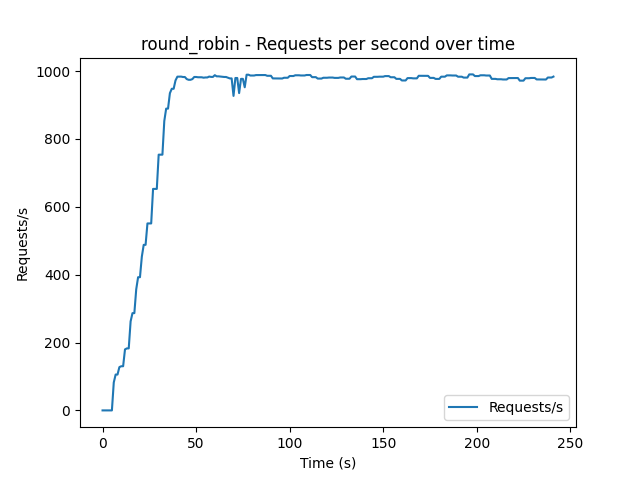 round_robin - Requests per second over time
1000
800
600
400
200
0
Requests/s
0 50 100 150 200 250
Time (s)
Requests/s